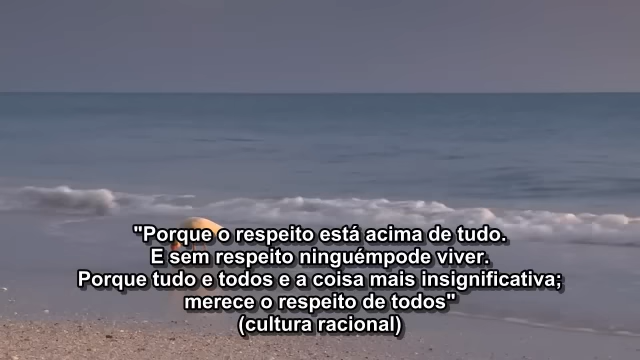 "Porque o respeito está acima de tudo.
E sem respeito ninguémpode viver.
Porque tudo e todos e a coisa mais insignificativa;
merece o respeito de todos"
(cultura racional)